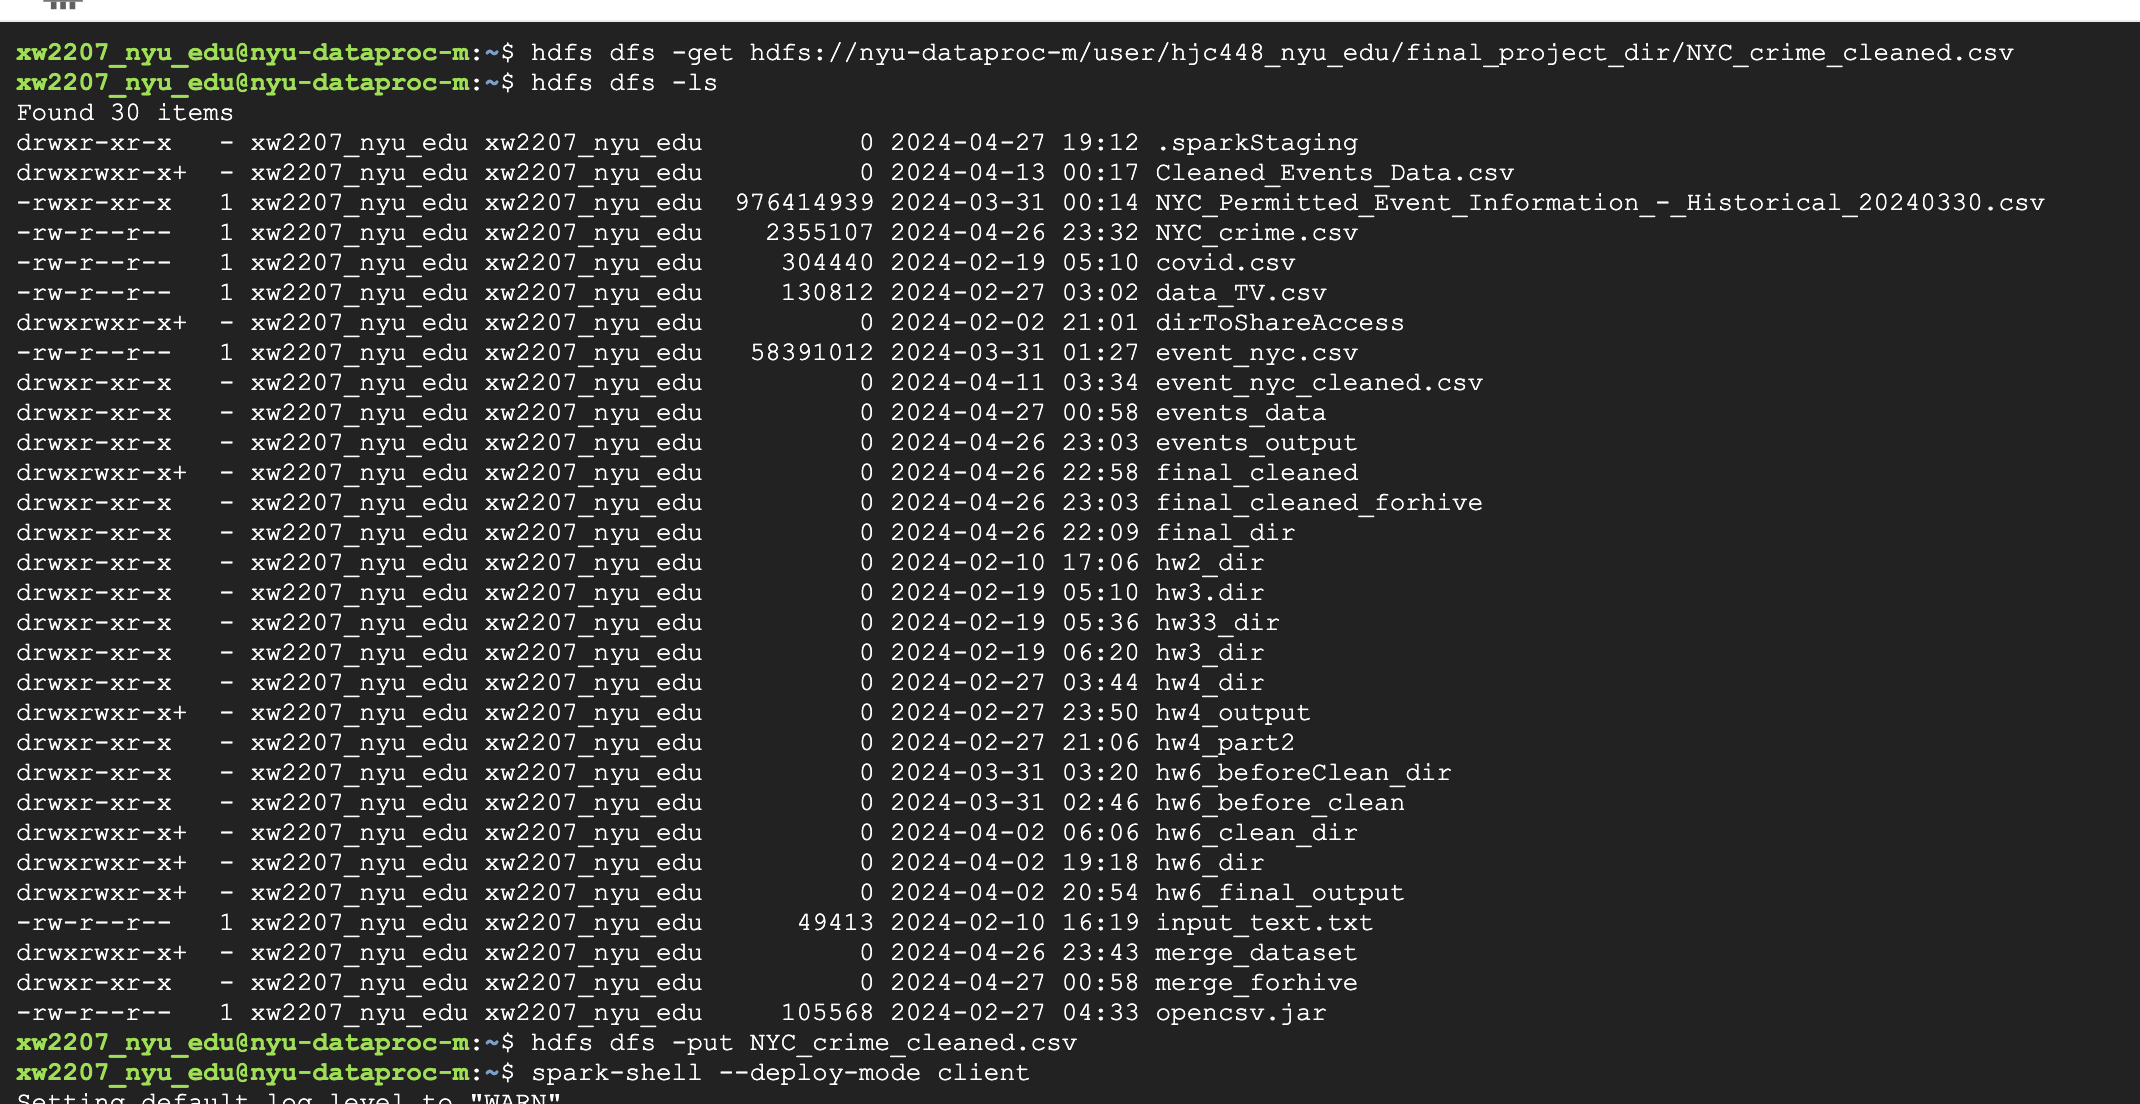 xw2207_nyu_edu@nyu-dataproc-m:~$ hdfs dfs -get hdfs://nyu-dataproc-m/user/hjc448_nyu_edu/final_project_dir/NYC_crime_cleaned.csv
xw2207_nyu_edu@nyu-dataproc-m:~$ hdfs dfs -ls
Found 30 items
drwxr-xr-x   - xw2207_nyu_edu xw2207_nyu_edu          0 2024-04-27 19:12 .sparkStaging
drwxrwxr-x+  - xw2207_nyu_edu xw2207_nyu_edu          0 2024-04-13 00:17 Cleaned_Events_Data.csv
-rwxr-xr-x   1 xw2207_nyu_edu xw2207_nyu_edu  976414939 2024-03-31 00:14 NYC_Permitted_Event_Information_-_Historical_20240330.csv
-rw-r--r--   1 xw2207_nyu_edu xw2207_nyu_edu    2355107 2024-04-26 23:32 NYC_crime.csv
-rw-r--r--   1 xw2207_nyu_edu xw2207_nyu_edu     304440 2024-02-19 05:10 covid.csv
-rw-r--r--   1 xw2207_nyu_edu xw2207_nyu_edu     130812 2024-02-27 03:02 data_TV.csv
drwxrwxr-x+  - xw2207_nyu_edu xw2207_nyu_edu          0 2024-02-02 21:01 dirToShareAccess
-rw-r--r--   1 xw2207_nyu_edu xw2207_nyu_edu   58391012 2024-03-31 01:27 event_nyc.csv
drwxr-xr-x   - xw2207_nyu_edu xw2207_nyu_edu          0 2024-04-11 03:34 event_nyc_cleaned.csv
drwxr-xr-x   - xw2207_nyu_edu xw2207_nyu_edu          0 2024-04-27 00:58 events_data
drwxr-xr-x   - xw2207_nyu_edu xw2207_nyu_edu          0 2024-04-26 23:03 events_output
drwxrwxr-x+  - xw2207_nyu_edu xw2207_nyu_edu          0 2024-04-26 22:58 final_cleaned
drwxr-xr-x   - xw2207_nyu_edu xw2207_nyu_edu          0 2024-04-26 23:03 final_cleaned_forhive
drwxr-xr-x   - xw2207_nyu_edu xw2207_nyu_edu          0 2024-04-26 22:09 final_dir
drwxr-xr-x   - xw2207_nyu_edu xw2207_nyu_edu          0 2024-02-10 17:06 hw2_dir
drwxr-xr-x   - xw2207_nyu_edu xw2207_nyu_edu          0 2024-02-19 05:10 hw3.dir
drwxr-xr-x   - xw2207_nyu_edu xw2207_nyu_edu          0 2024-02-19 05:36 hw33_dir
drwxr-xr-x   - xw2207_nyu_edu xw2207_nyu_edu          0 2024-02-19 06:20 hw3_dir
drwxr-xr-x   - xw2207_nyu_edu xw2207_nyu_edu          0 2024-02-27 03:44 hw4_dir
drwxrwxr-x+  - xw2207_nyu_edu xw2207_nyu_edu          0 2024-02-27 23:50 hw4_output
drwxr-xr-x   - xw2207_nyu_edu xw2207_nyu_edu          0 2024-02-27 21:06 hw4_part2
drwxr-xr-x   - xw2207_nyu_edu xw2207_nyu_edu          0 2024-03-31 03:20 hw6_beforeClean_dir
drwxr-xr-x   - xw2207_nyu_edu xw2207_nyu_edu          0 2024-03-31 02:46 hw6_before_clean
drwxrwxr-x+  - xw2207_nyu_edu xw2207_nyu_edu          0 2024-04-02 06:06 hw6_clean_dir
drwxrwxr-x+  - xw2207_nyu_edu xw2207_nyu_edu          0 2024-04-02 19:18 hw6_dir
drwxrwxr-x+  - xw2207_nyu_edu xw2207_nyu_edu          0 2024-04-02 20:54 hw6_final_output
-rw-r--r--   1 xw2207_nyu_edu xw2207_nyu_edu      49413 2024-02-10 16:19 input_text.txt
drwxrwxr-x+  - xw2207_nyu_edu xw2207_nyu_edu          0 2024-04-26 23:43 merge_dataset
drwxr-xr-x   - xw2207_nyu_edu xw2207_nyu_edu          0 2024-04-27 00:58 merge_forhive
-rw-r--r--   1 xw2207_nyu_edu xw2207_nyu_edu     105568 2024-02-27 04:33 opencsv.jar
xw2207_nyu_edu@nyu-dataproc-m:~$ hdfs dfs -put NYC_crime_cleaned.csv
xw2207_nyu_edu@nyu-dataproc-m:~$ spark-shell --deploy-mode client
Setting default log level to "WARN"